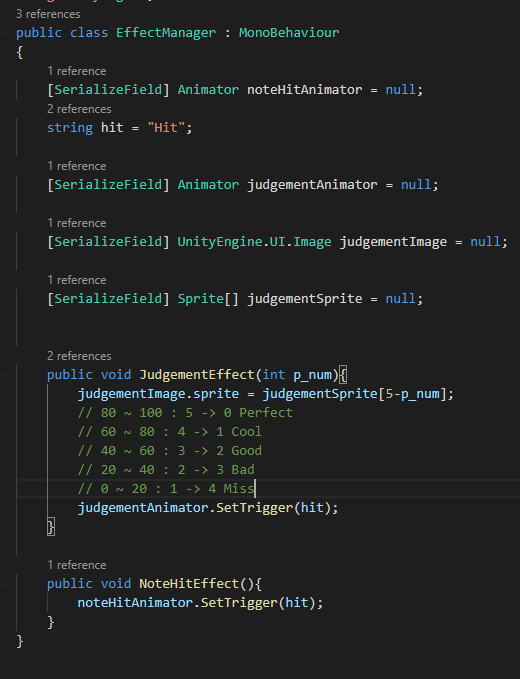 3 references
public class EffectManager : MonoBehaviour
{
1 reference
[SerializeField] Animator noteHitAnimator = null;
2 references
string hit = "Hit";
1 reference
[SerializeField] Animator judgementAnimator = null;
1 reference
[SerializeField] UnityEngine.UI.Image judgementImage = null;
1 reference
[SerializeField] Sprite[] judgementSprite = null;
2 references
public void JudgementEffect(int p_num){
judgementImage.sprite = judgementSprite[5-p_num];
// 80 ~ 100 : 5 -> 0 Perfect
// 60 ~ 80 : 4 -> 1 Cool
// 40 ~ 60 : 3 -> 2 Good
// 20 ~ 40 : 2 -> 3 Bad
// 0 ~ 20 : 1 -> 4 Miss
judgementAnimator.SetTrigger(hit);
}
1 reference
public void NoteHitEffect(){
noteHitAnimator.SetTrigger(hit);
}
}